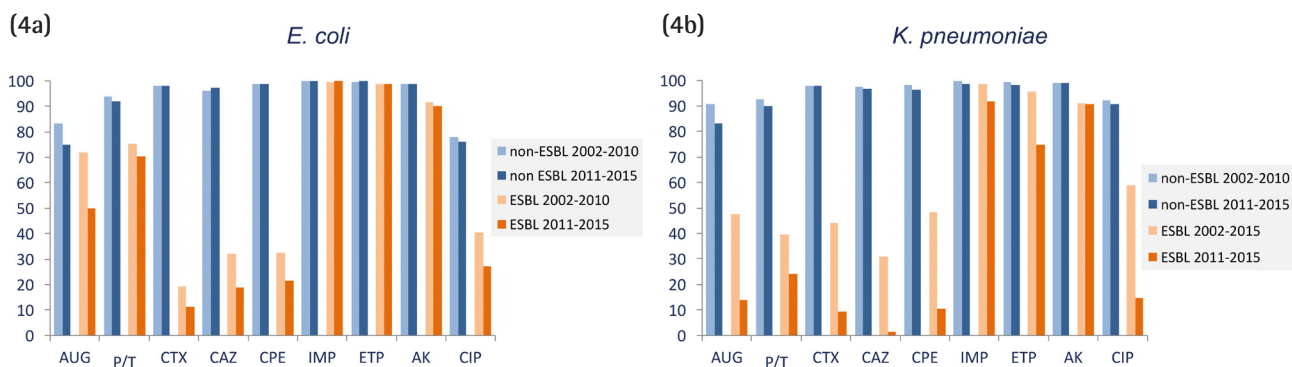 (4a)
E. coli
100
90
80
70
60
50
40
30
20
10
0
AUG P/T CTX CAZ CPE IMP ETP AK CIP
non-ESBL 2002-2010
non ESBL 2011-2015
ESBL 2002-2010
ESBL 2011-2015
(4b)
K. pneumoniae
100
90
80
70
60
50
40
30
20
10
0
AUG P/T CTX CAZ CPE IMP ETP AK CIP
non-ESBL 2002-2010
non-ESBL 2011-2015
ESBL 2002-2015
ESBL 2011-2015